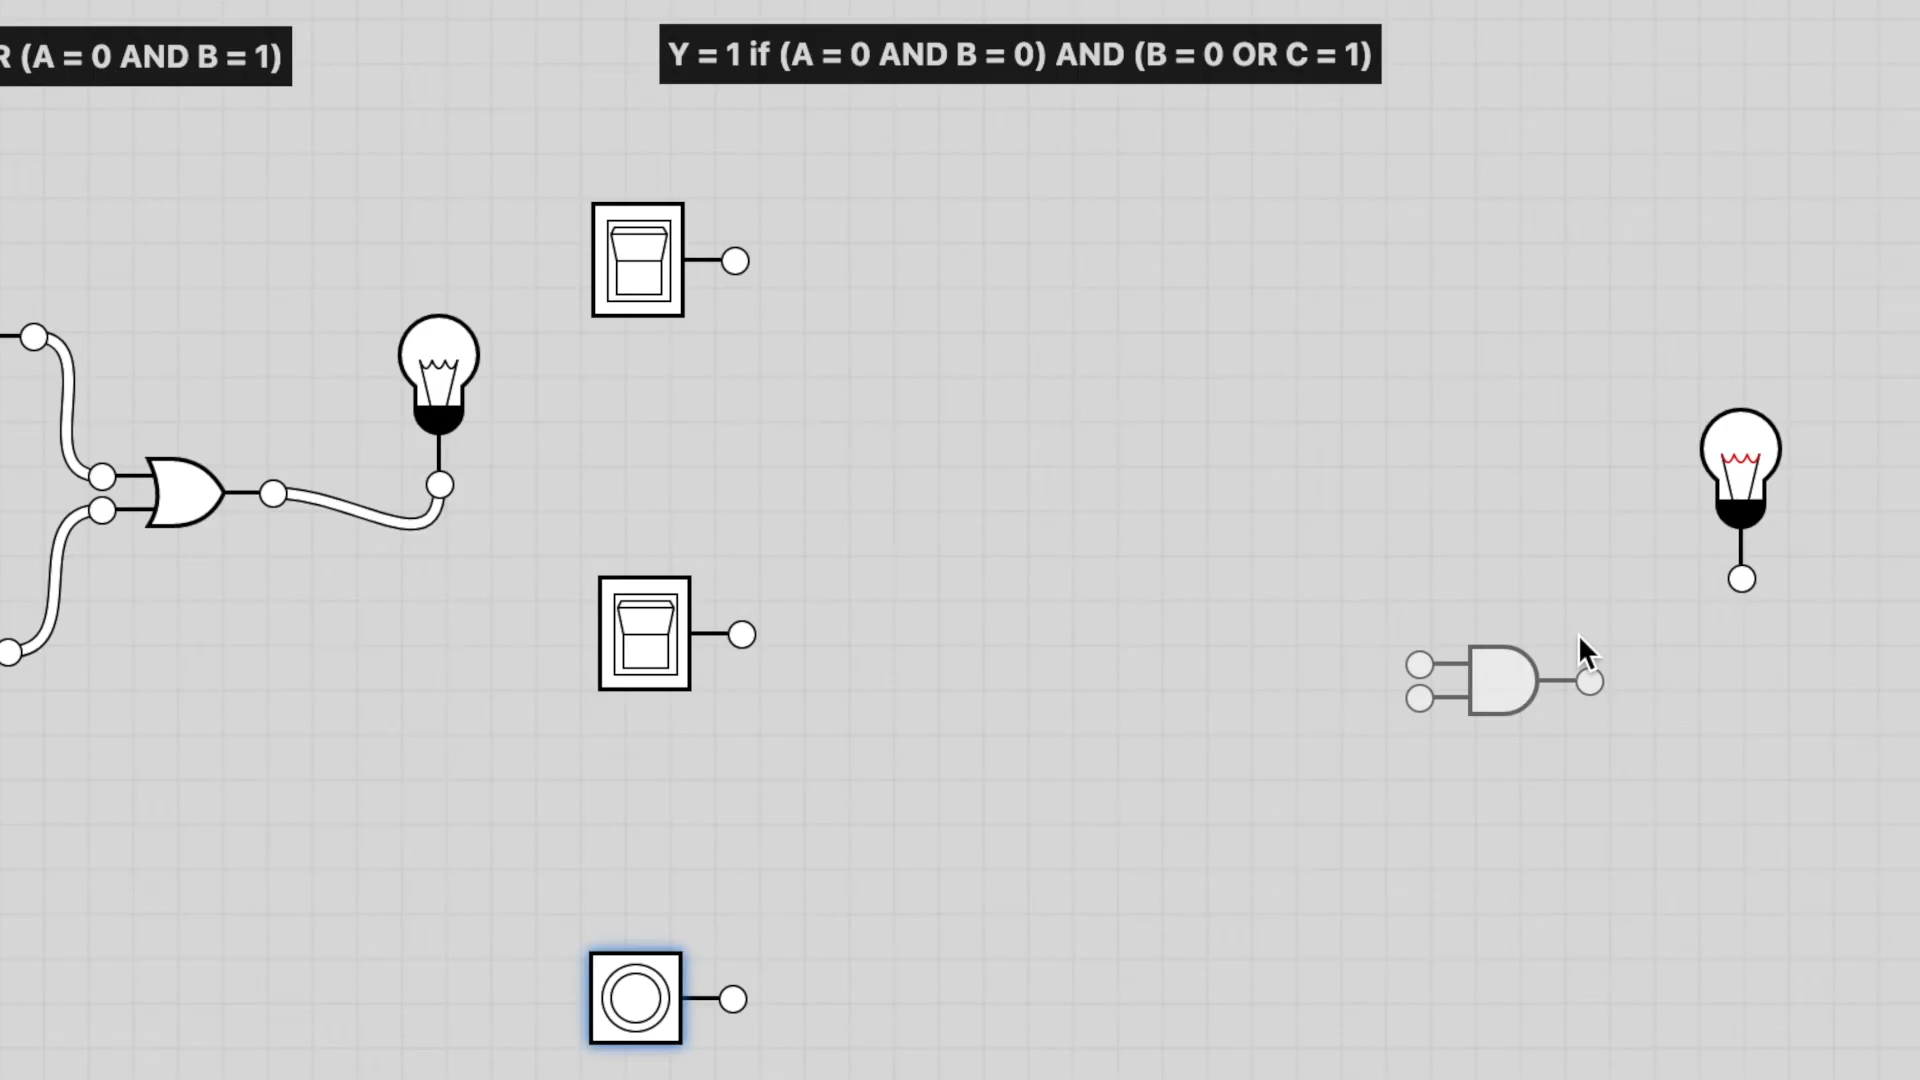 R (A = 0 AND B = 1)
Y = 1 if (A = 0 AND B = 0) AND (B = 0 OR C = 1)